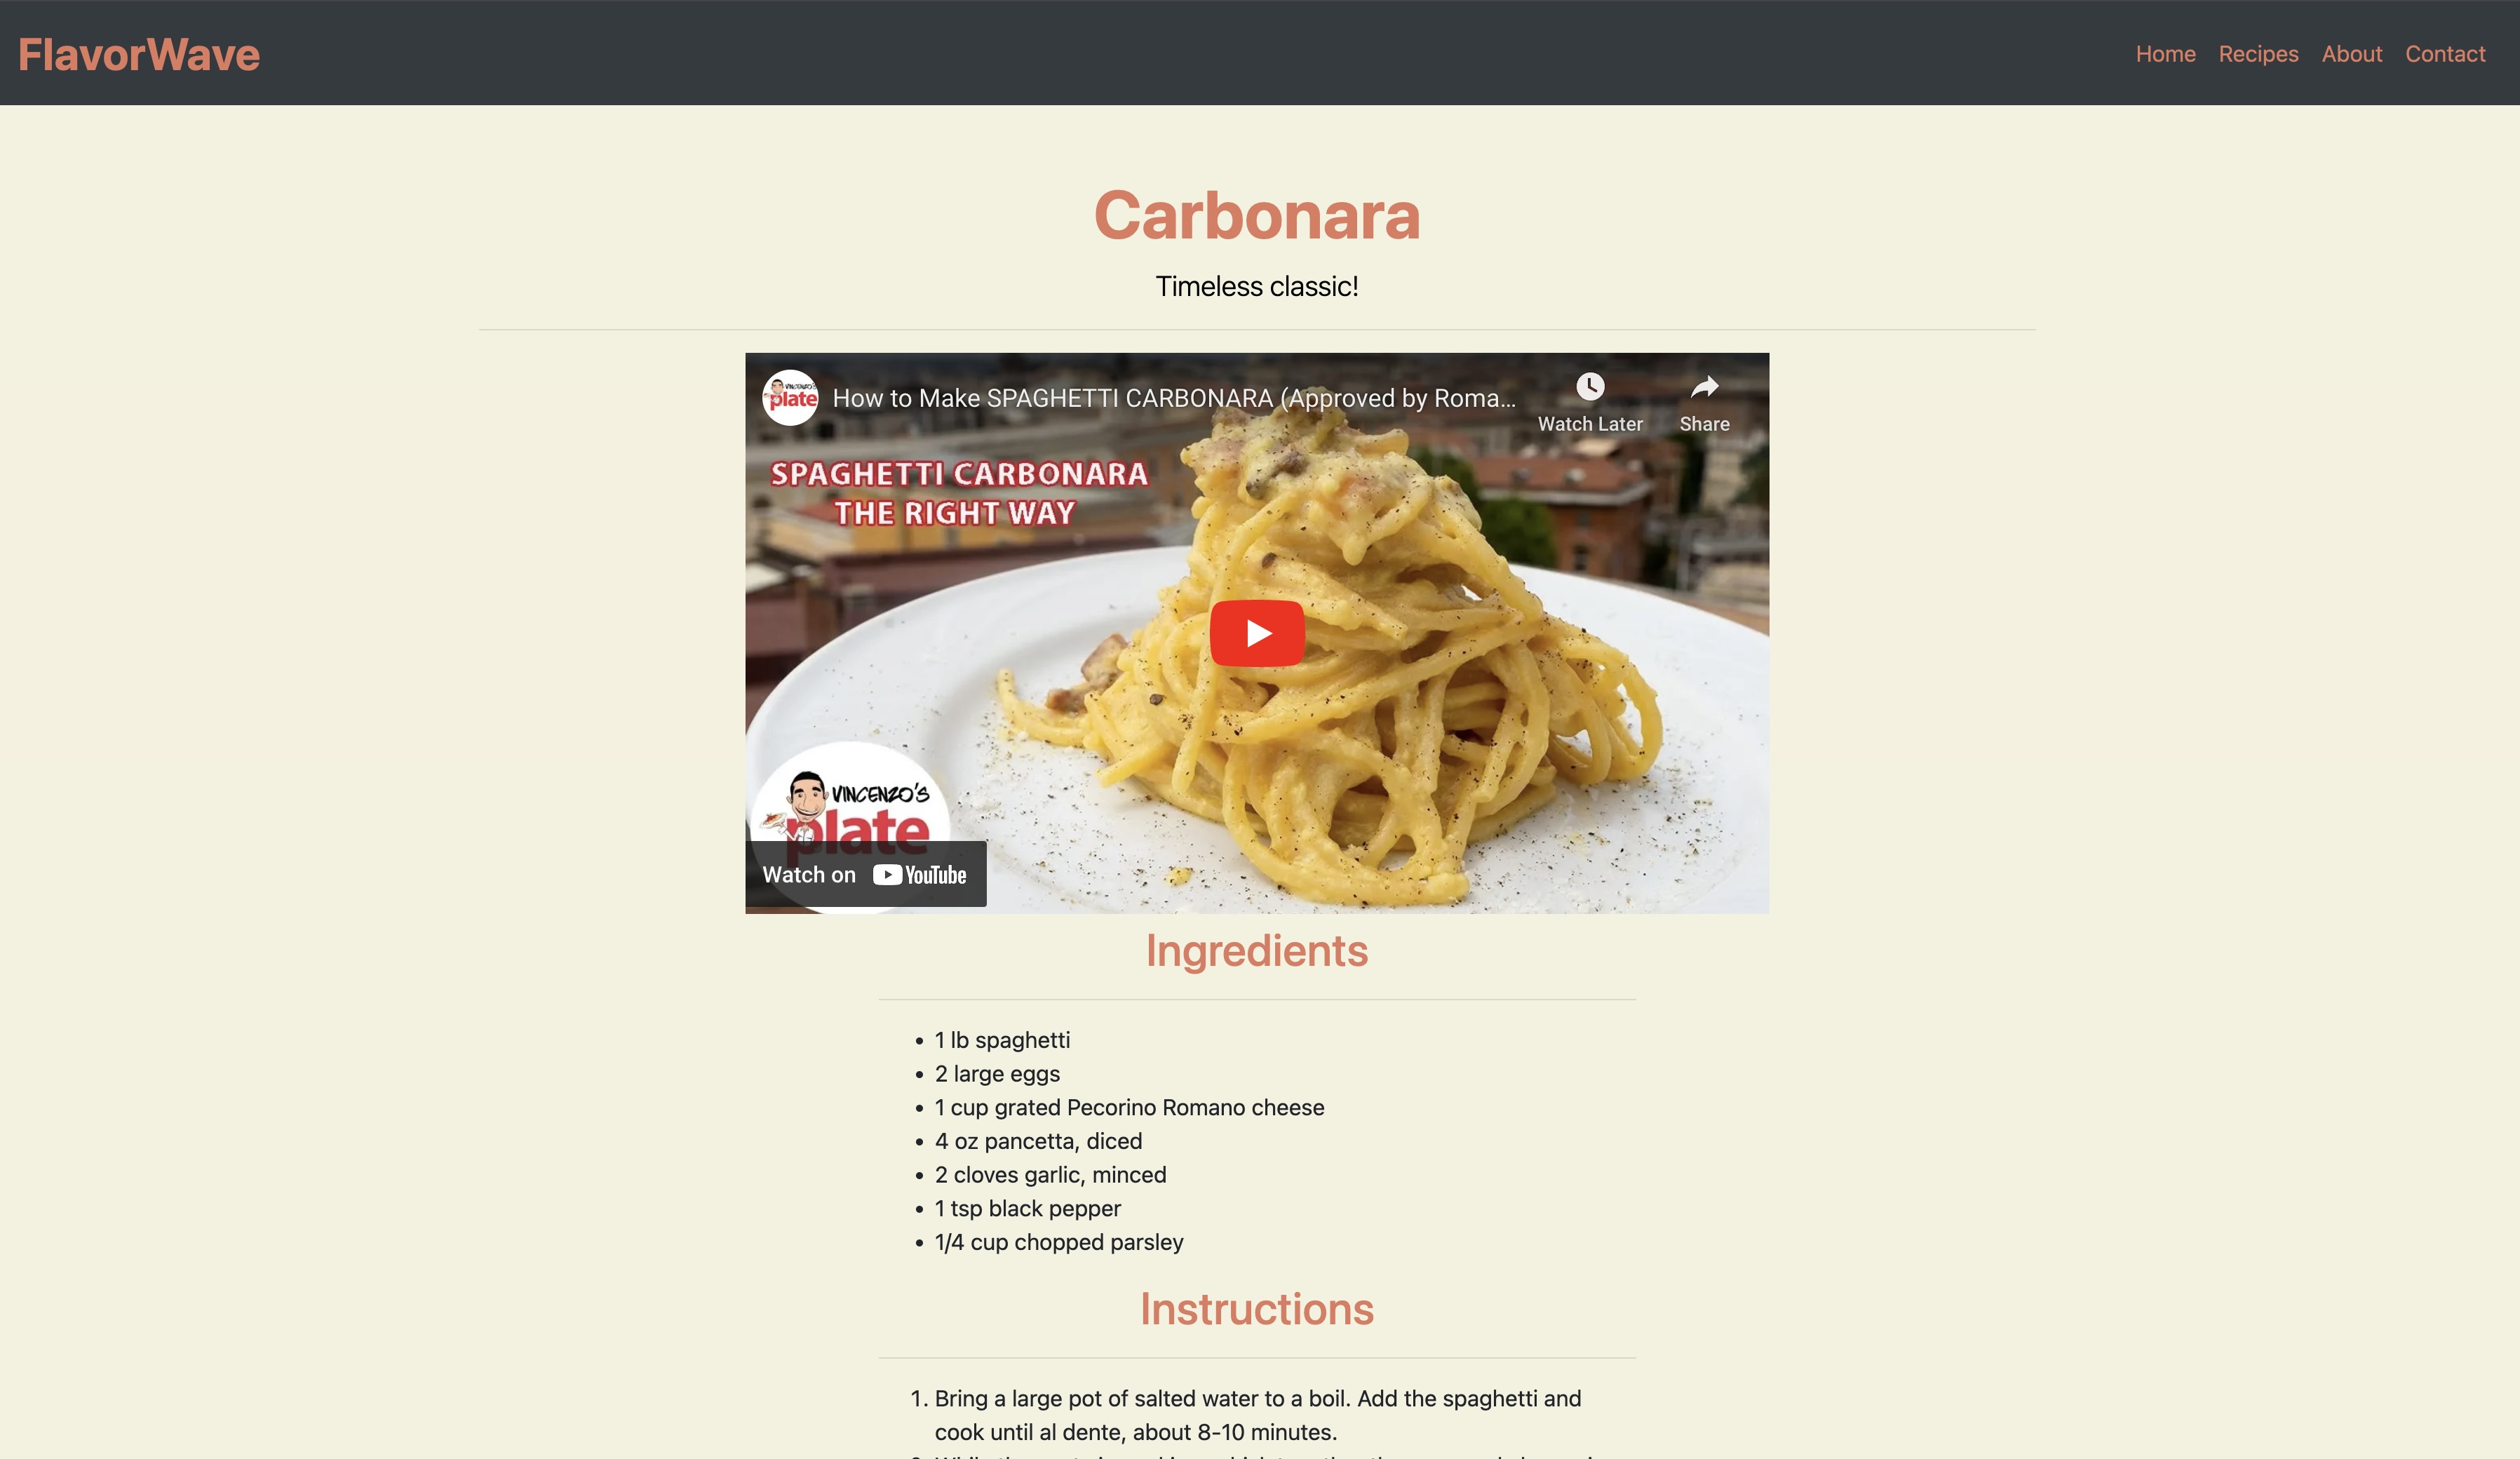 FlavorWave
Home Recipes About Contact
Carbonara
Timeless classic!
VINCENZO'S
plate
How to Make SPAGHETTI CARBONARA (Approved by Roma...
Watch Later
Share
SPAGHETTI CARBONARA
THE RIGHT WAY
VINCENZO'S
plate
Watch on YouTube
Ingredients
• 1 lb spaghetti
• 2 large eggs
• 1 cup grated Pecorino Romano cheese
• 4 oz pancetta, diced
• 2 cloves garlic, minced
• 1 tsp black pepper
• 1/4 cup chopped parsley
Instructions
1. Bring a large pot of salted water to a boil. Add the spaghetti and
cook until al dente, about 8-10 minutes.